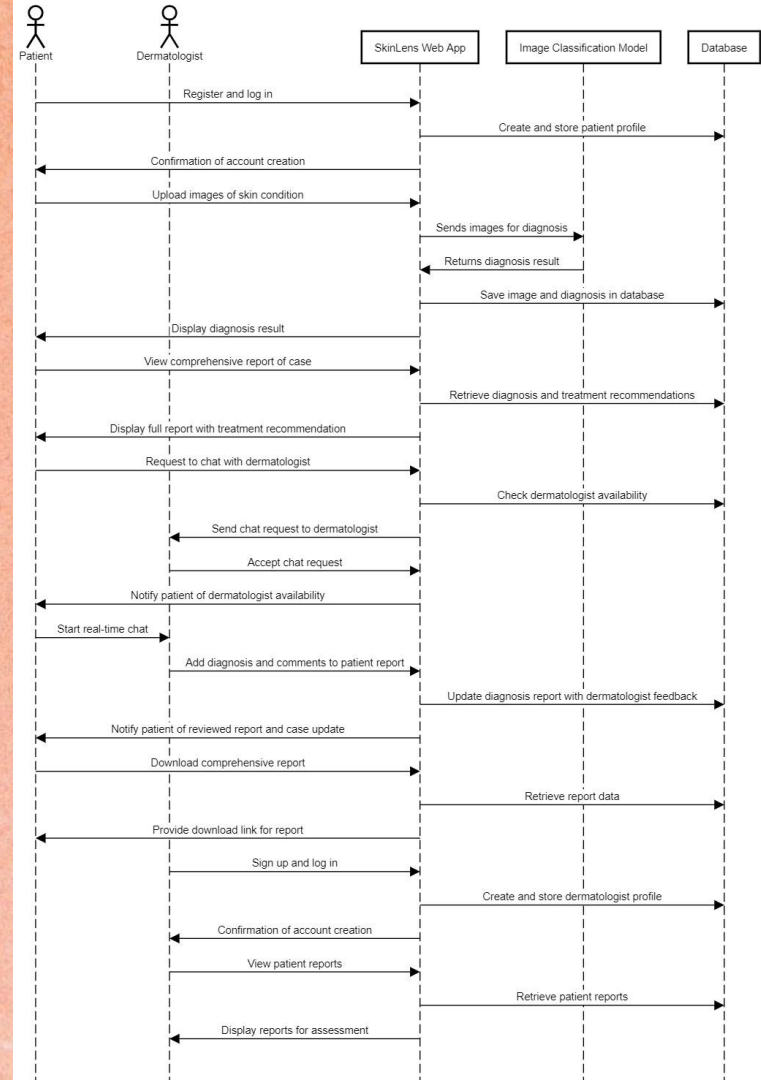 Patient
Dermatologist
SkinLens Web App
Image Classification Model
Database
Register and log in
Create and store patient profile
Confirmation of account creation
Upload images of skin condition
Sends images for diagnosis
Returns diagnosis result
Save image and diagnosis in database
Display diagnosis result
View comprehensive report of case
Retrieve diagnosis and treatment recommendations
Display full report with treatment recommendation
Request to chat with dermatologist
Check dermatologist availability
Send chat request to dermatologist
Accept chat request
Notify patient of dermatologist availability
Start real-time chat
Add diagnosis and comments to patient report
Update diagnosis report with dermatologist feedback
Notify patient of reviewed report and case update
Download comprehensive report
Retrieve report data
Provide download link for report
Sign up and log in
Create and store dermatologist profile
Confirmation of account creation
View patient reports
Retrieve patient reports
Display reports for assessment